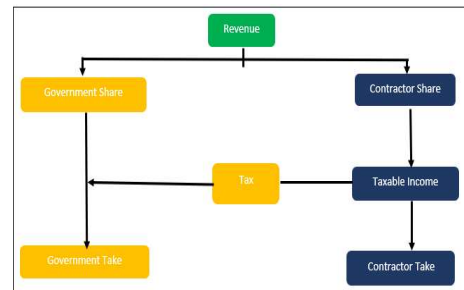 Revenue
Government Share
Contractor Share
Tax
Taxable Income
Government Take
Contractor Take